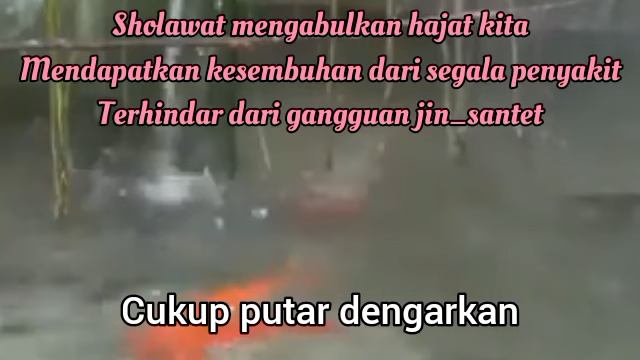 Sholawat mengabulkan hajat kita
Mendapatkan kesembuhan dari segala penyakit
Terhindar dari gangguan jin_santet
Cukup putar dengarkan